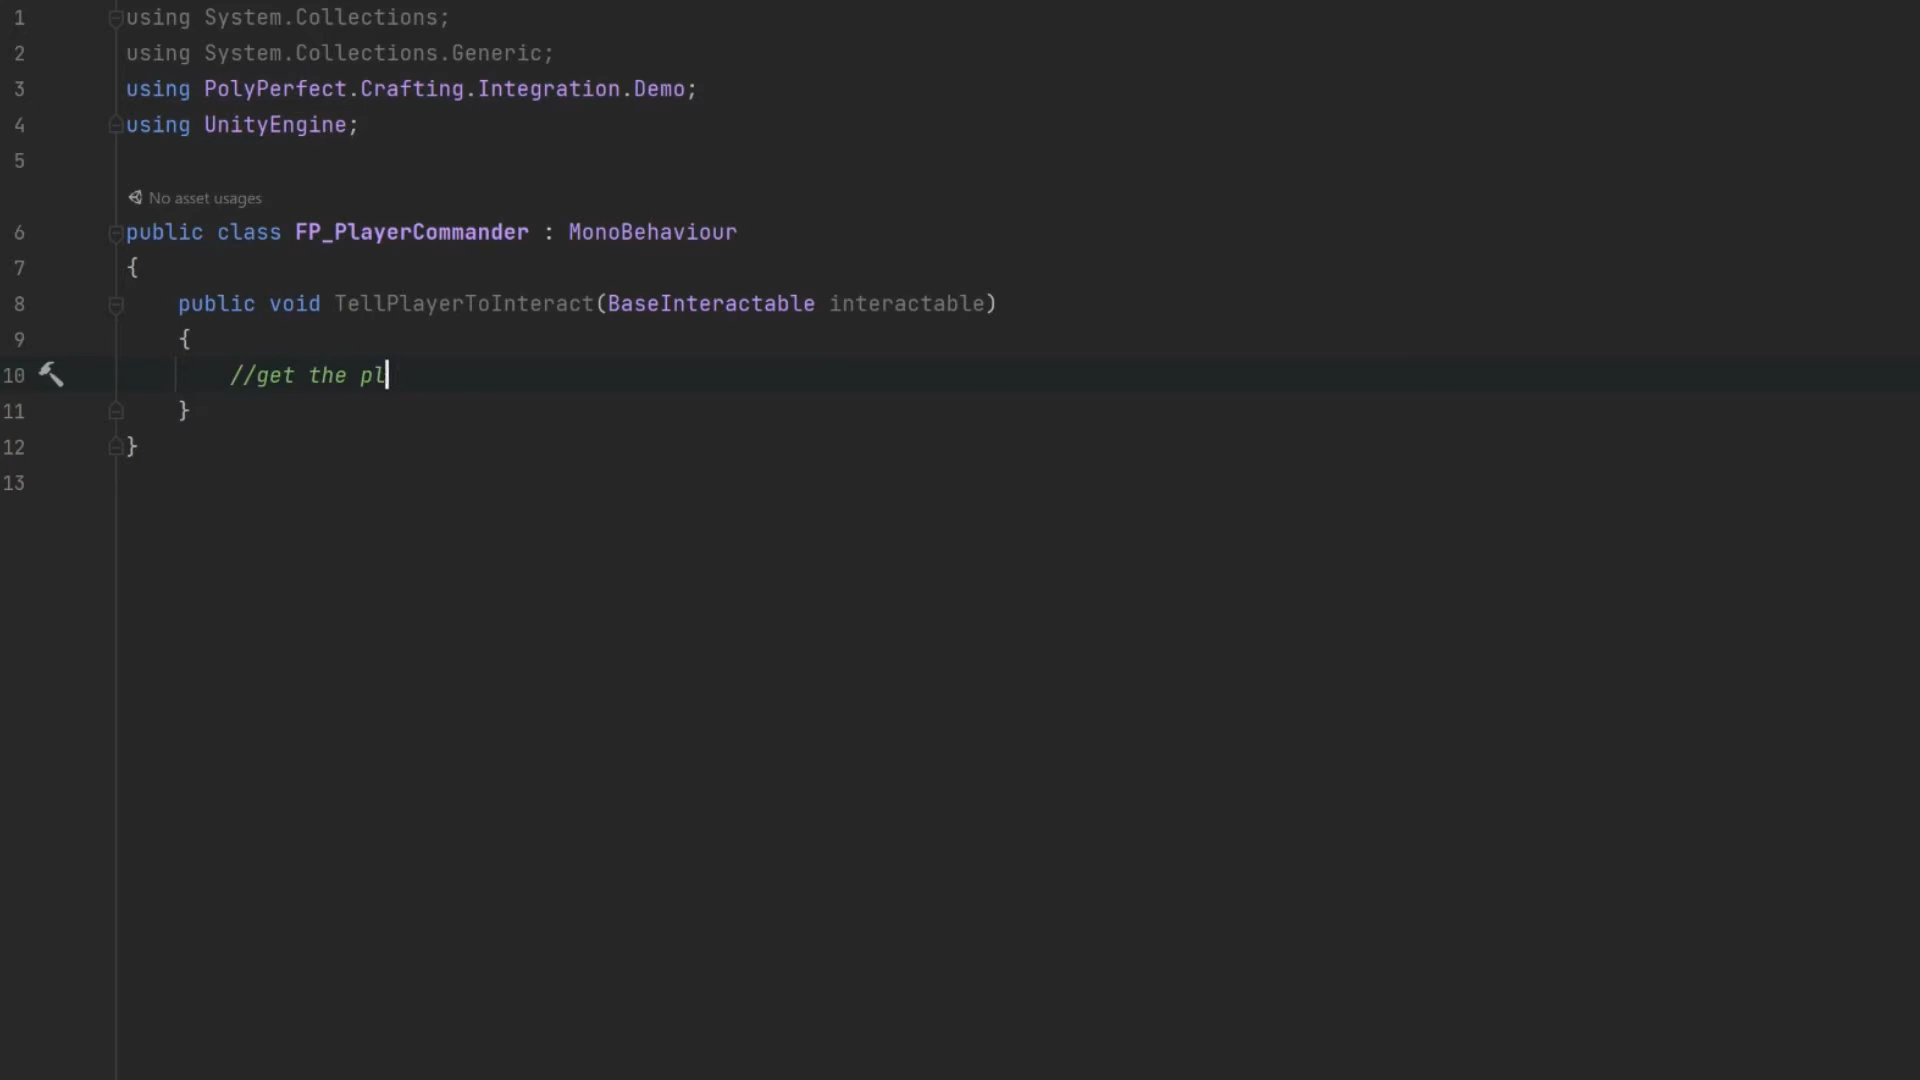 1 using System.Collections;
2 using System.Collections.Generic;
3 using PolyPerfect.Crafting.Integration.Demo;
4 using UnityEngine;
5
No asset usages
6 public class FP_PlayerCommander : MonoBehaviour
7 {
8 public void TellPlayerToInteract(BaseInteractable interactable)
9 {
10 //get the pl
11 }
12 }
13